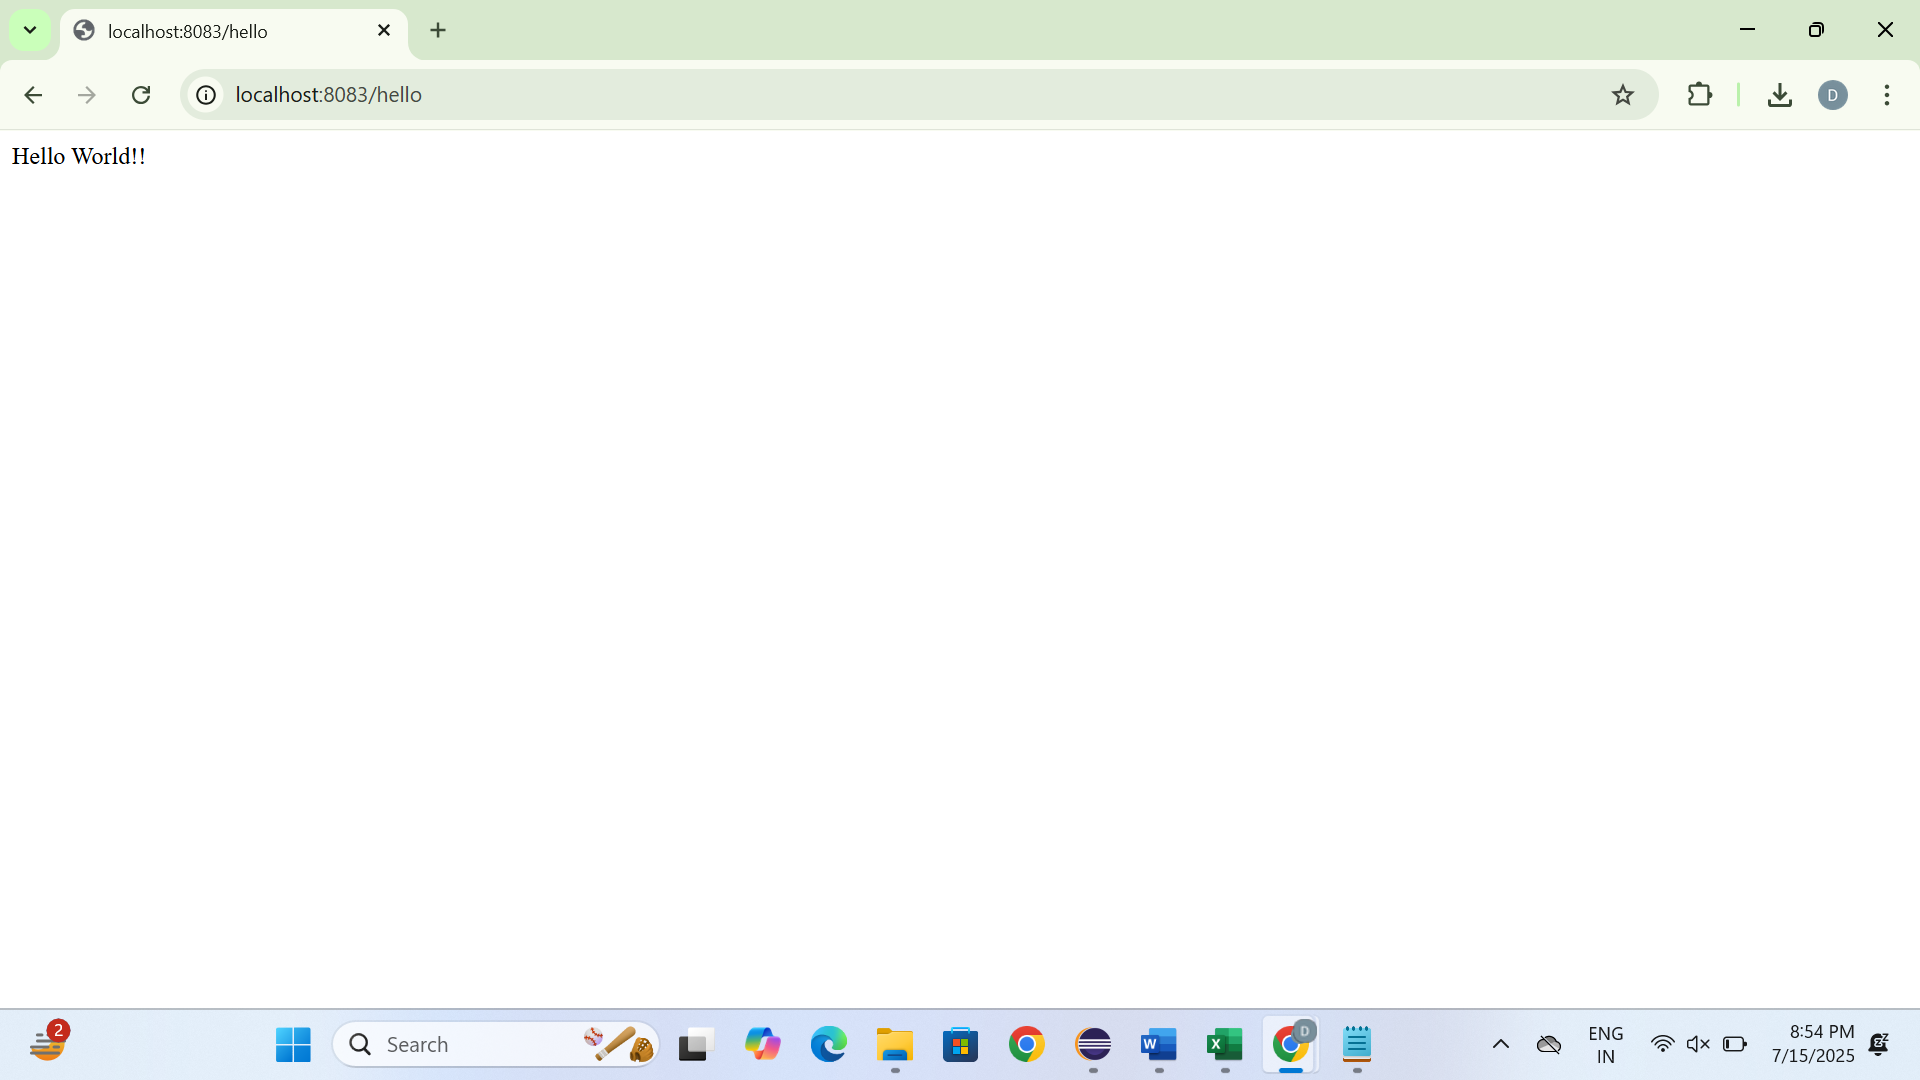 localhost:8083/hello
localhost:8083/hello
D
Hello World!!
2
Search
W
X
D
ENG
IN
8:54 PM
7/15/2025